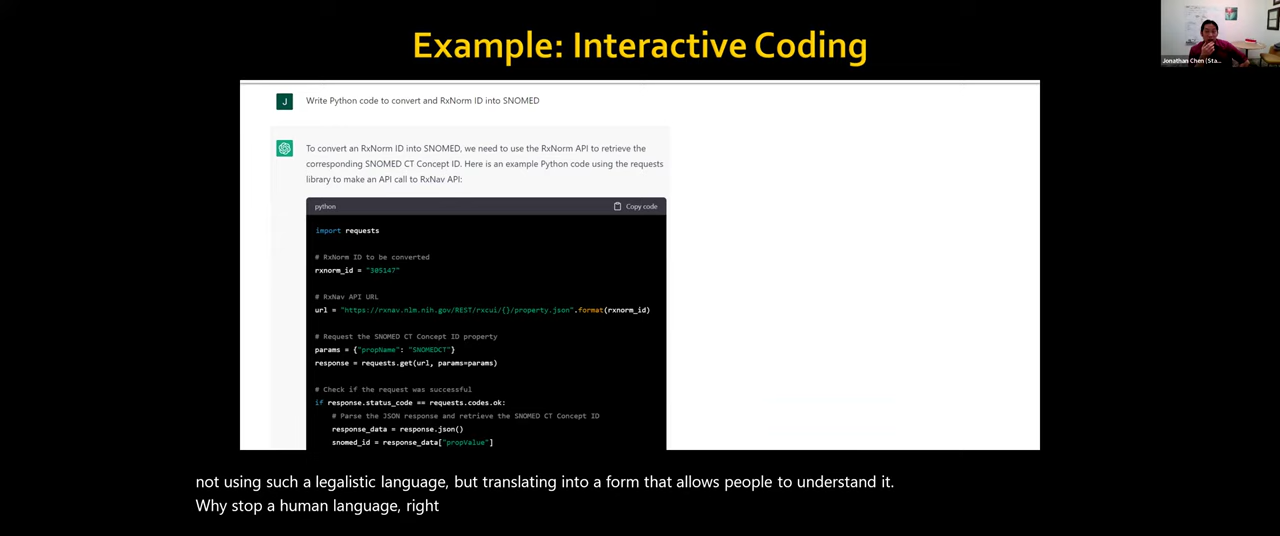 Example: Interactive Coding
Jonathan Chen (Sta...
J
Write Python code to convert and RxNorm ID into SNOMED
To convert an RxNorm ID into SNOMED, we need to use the RxNorm API to retrieve the
corresponding SNOMED CT Concept ID. Here is an example Python code using the requests
library to make an API call to RxNav API:
python Copy code
import requests
# RxNorm ID to be converted
rxnorm_id = "305147"
# RxNav API URL
url = "https://rxnav.nlm.nih.gov/REST/rxcui/{}/property.json".format(rxnorm_id)
# Request the SNOMED CT Concept ID property
params = {"propName": "SNOMEDCT"}
response = requests.get(url, params=params)
# Check if the request was successful
if response.status_code == requests.codes.ok:
# Parse the JSON response and retrieve the SNOMED CT Concept ID
response_data = response.json()
snomed_id = response_data["propValue"]
not using such a legalistic language, but translating into a form that allows people to understand it.
Why stop a human language, right